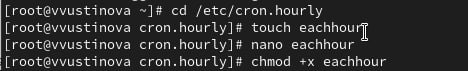 [root@vvustinova ~]# cd /etc/cron.hourly
[root@vvustinova cron.hourly]# touch eachhour
[root@vvustinova cron.hourly]# nano eachhour
[root@vvustinova cron.hourly]# chmod +x eachhour